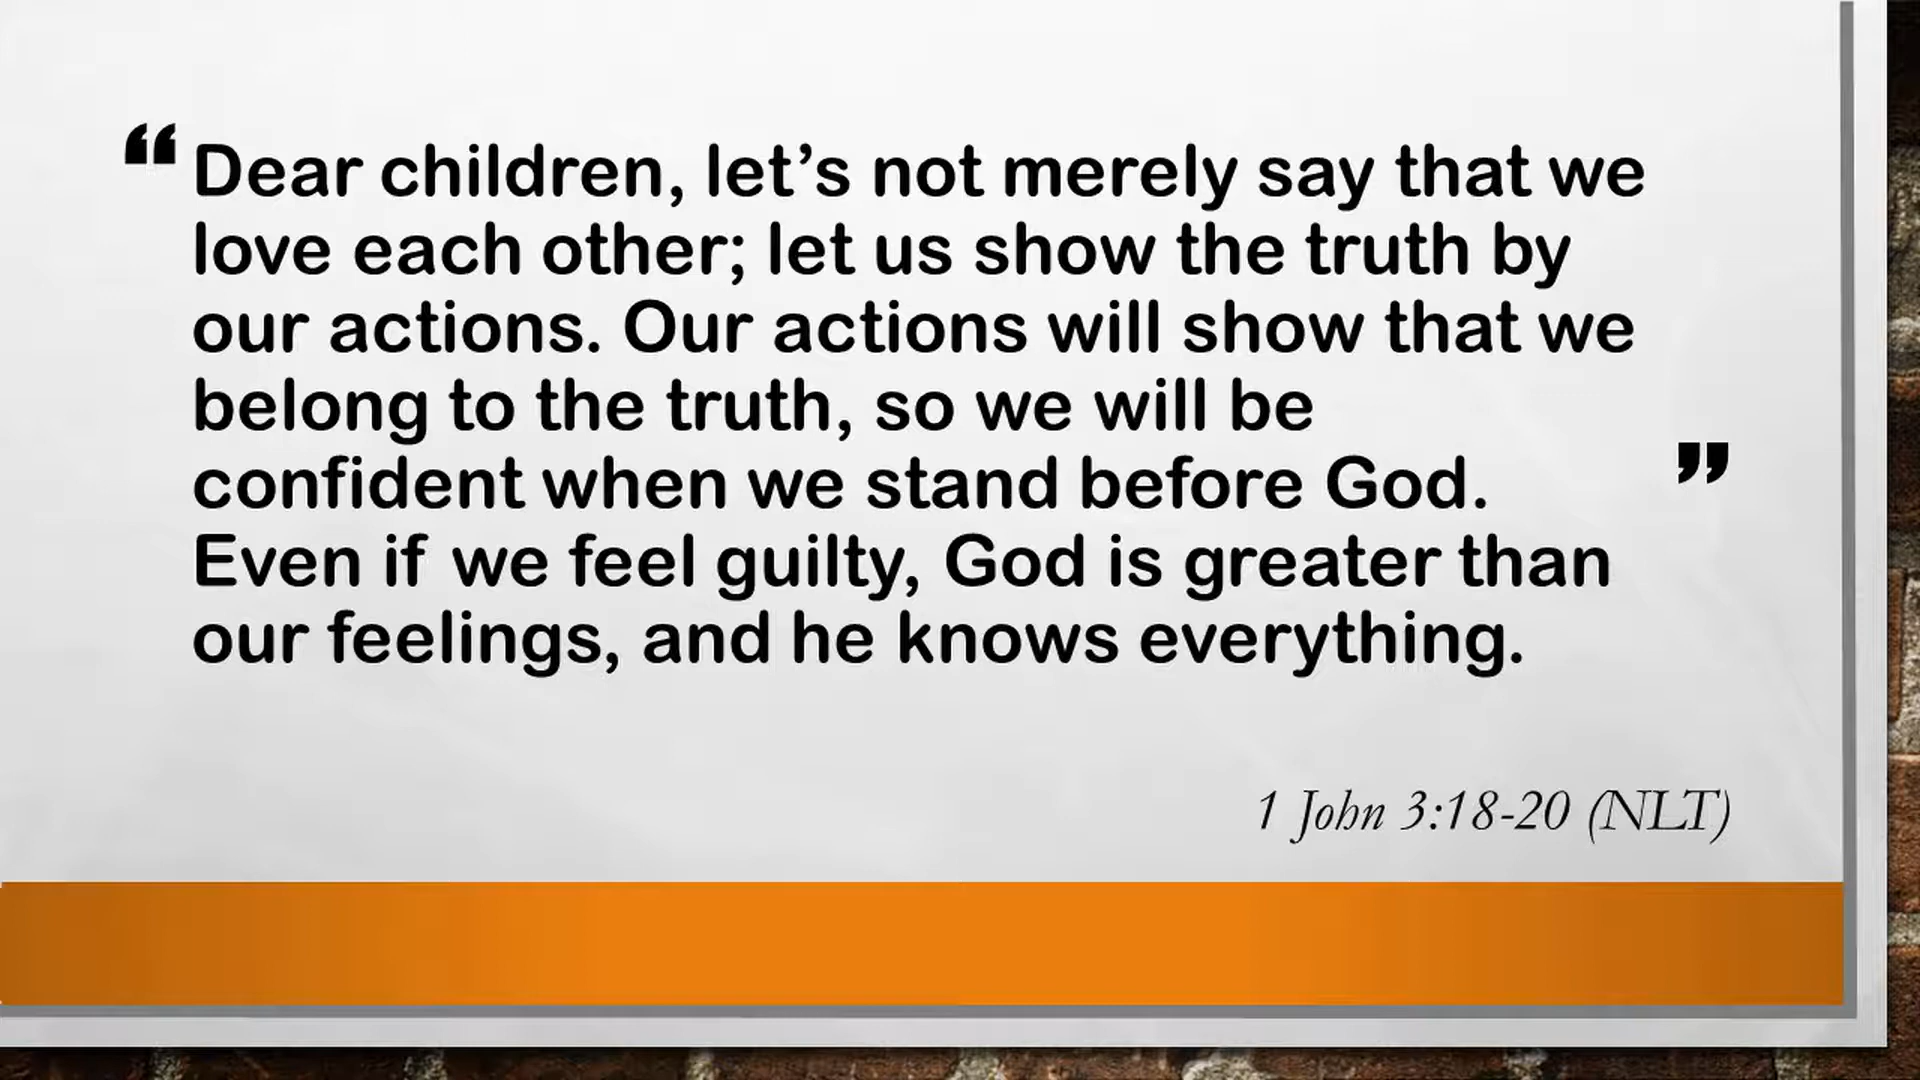 “ Dear children, let’s not merely say that we
love each other; let us show the truth by
our actions. Our actions will show that we
belong to the truth, so we will be
confident when we stand before God. ”
Even if we feel guilty, God is greater than
our feelings, and he knows everything.
1 John 3:18-20 (NLT)